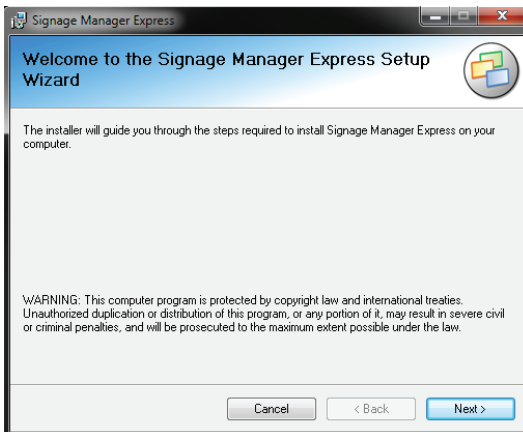 Signage Manager Express
Welcome to the Signage Manager Express Setup
Wizard
The installer will guide you through the steps required to install Signage Manager Express on your
computer.
WARNING: This computer program is protected by copyright law and international treaties.
Unauthorized duplication or distribution of this program, or any portion of it, may result in severe civil
or criminal penalties, and will be prosecuted to the maximum extent possible under the law.
Cancel
< Back
Next >